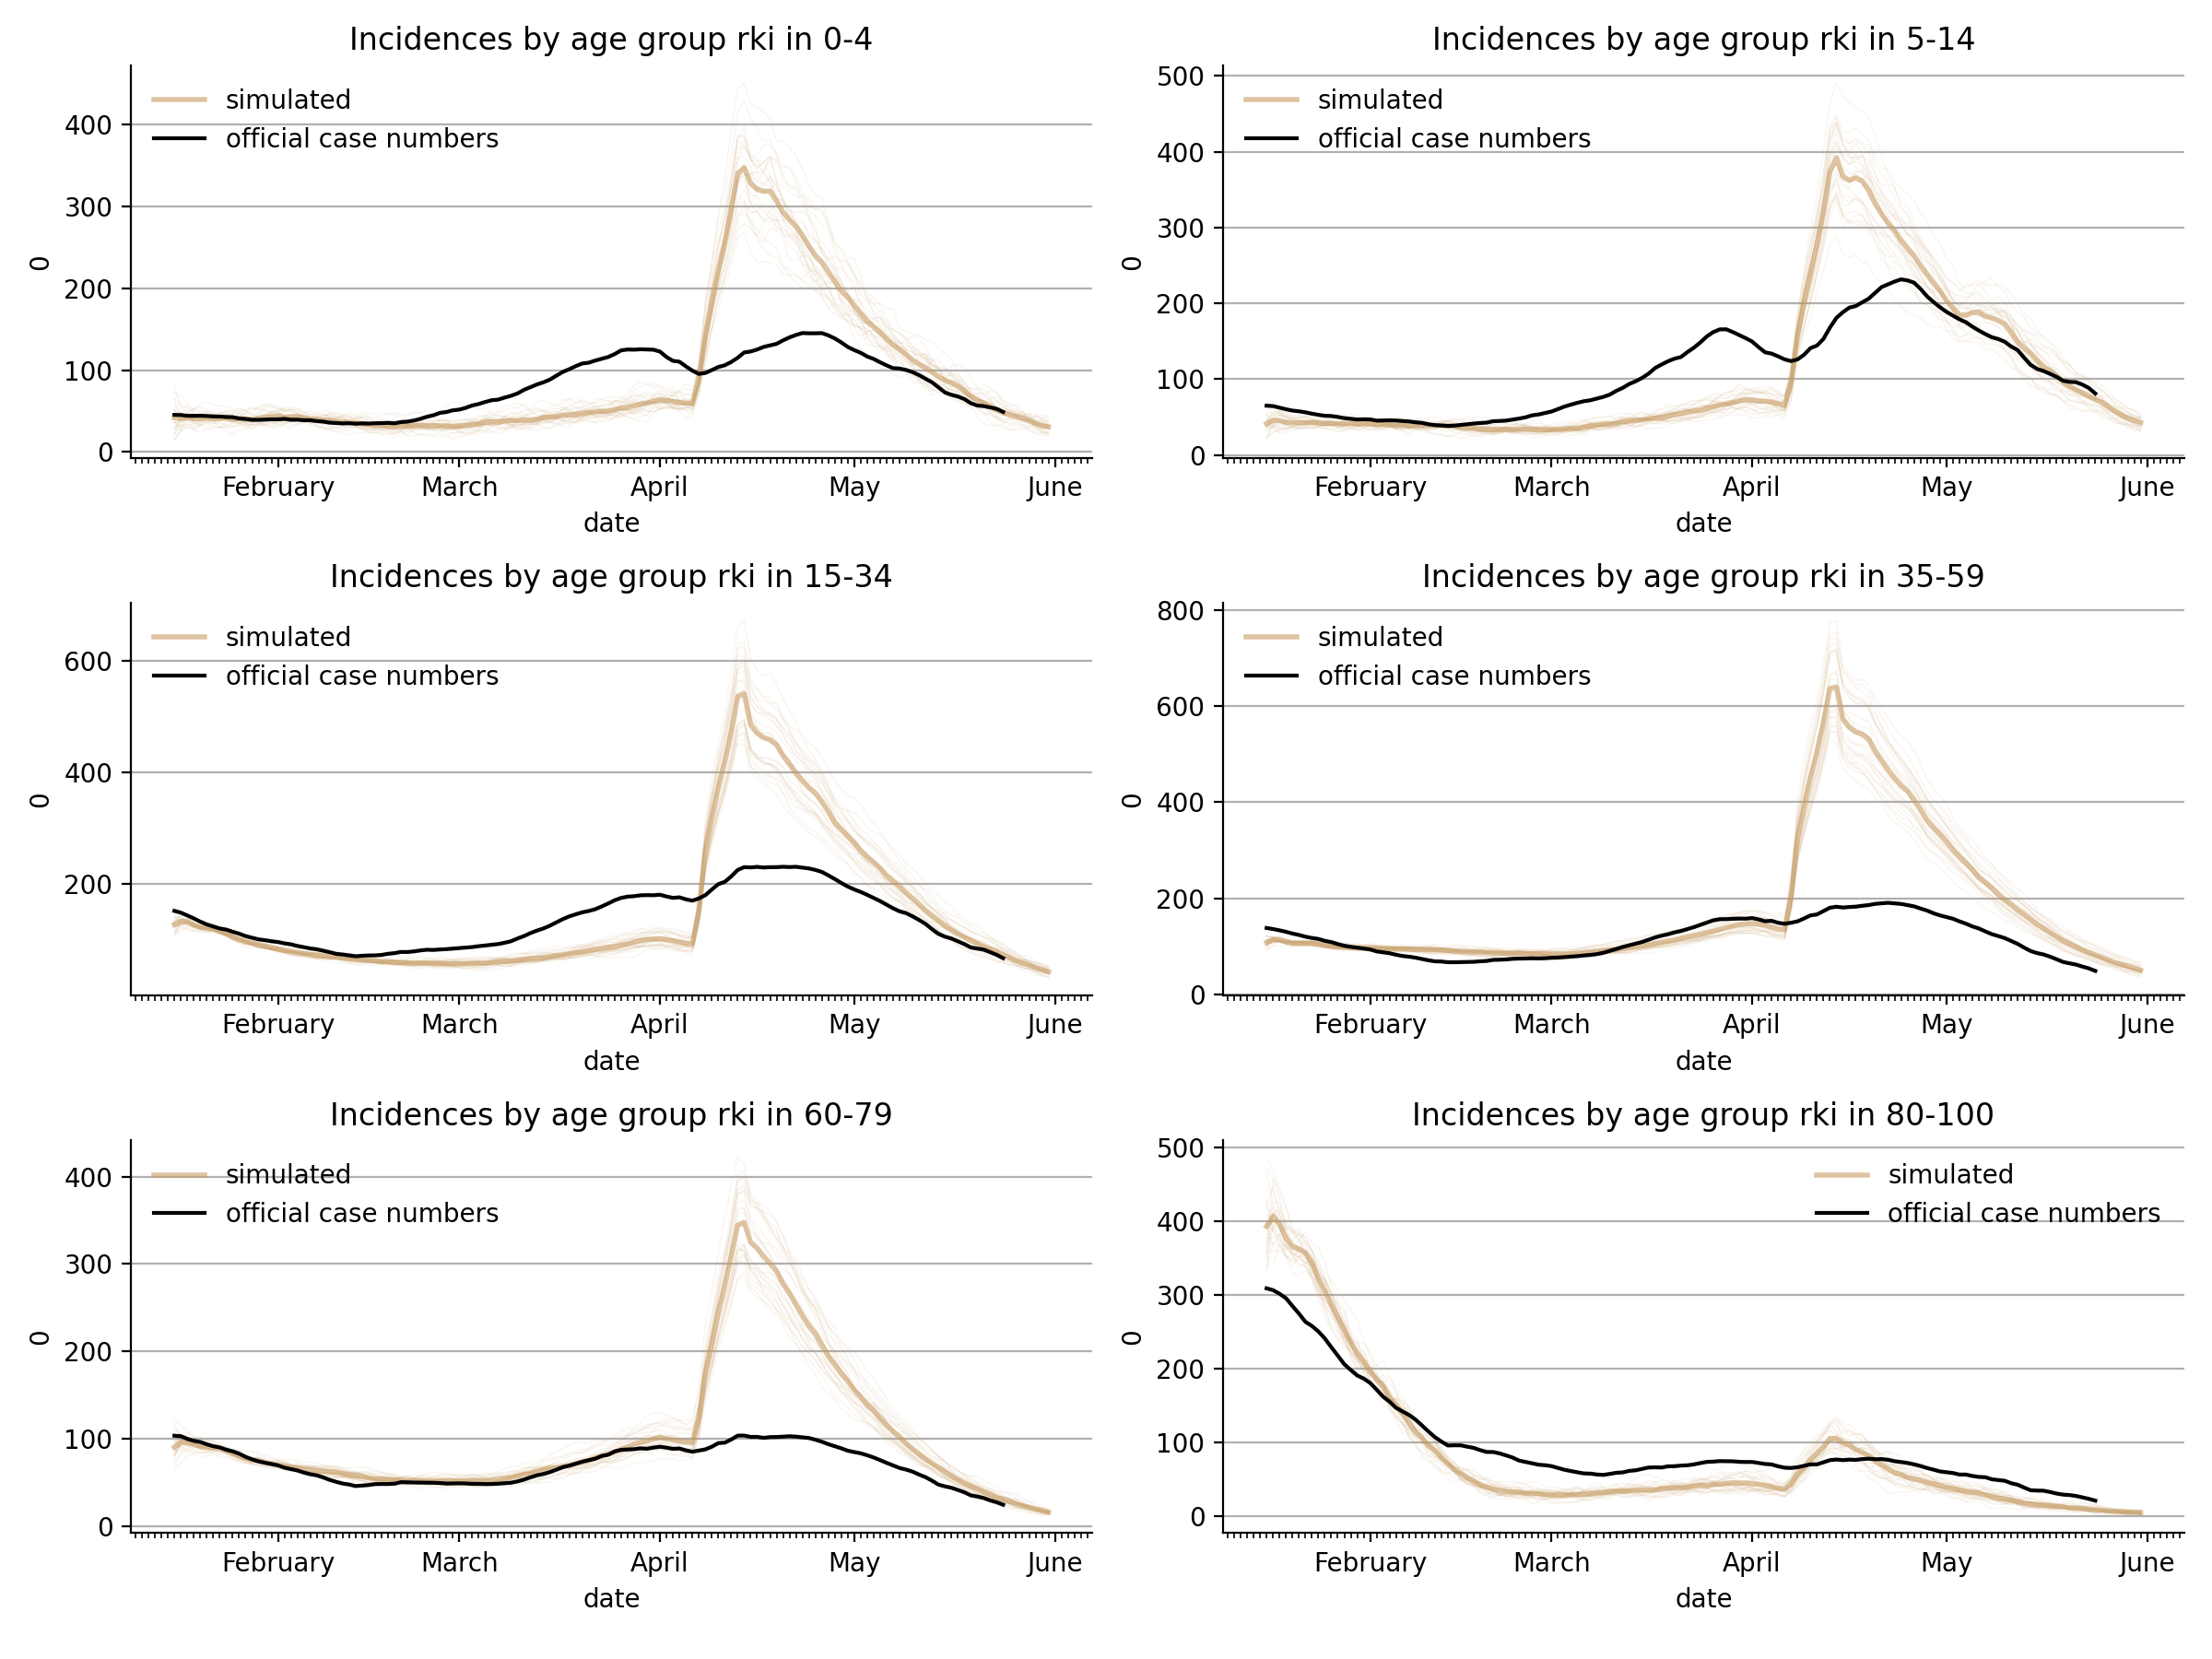 Incidences by age group rki in 0-4
simulated
official case numbers
400
300
200
100
0
0
February March April May June
date
Incidences by age group rki in 5-14
simulated
official case numbers
500
400
300
200
100
0
0
February March April May June
date
Incidences by age group rki in 15-34
simulated
official case numbers
600
400
200
0
February March April May June
date
Incidences by age group rki in 35-59
simulated
official case numbers
800
600
400
200
0
0
February March April May June
date
Incidences by age group rki in 60-79
simulated
official case numbers
400
300
200
100
0
0
February March April May June
date
Incidences by age group rki in 80-100
simulated
official case numbers
500
400
300
200
100
0
0
February March April May June
date